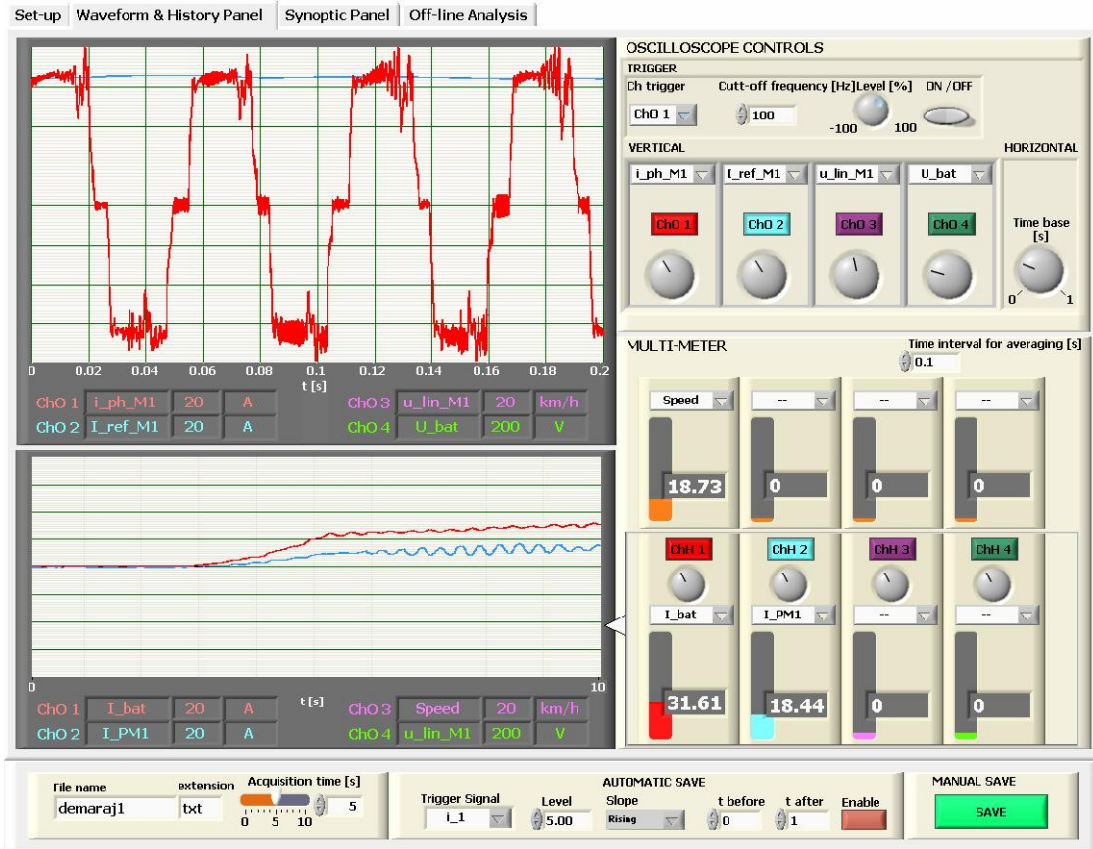 Set-up Waveform & History Panel Synoptic Panel Off-line Analysis
OSCILLOSCOPE CONTROLS
TRIGGER
Ch trigger Cutt-off frequency [Hz] Level [%] ON / OFF
ChO 1 100 -100 100
VERTICAL HORIZONTAL
i_ph_M1 I_ref_M1 u_lin_M1 U_bat
ChO 1 ChO 2 ChO 3 ChO 4 Time base
[s]
0 1
0 0.02 0.04 0.06 0.08 0.1 0.12 0.14 0.16 0.18 0.2
t [s]
ChO 1 i_ph_M1 20 A ChO 3 u_lin_M1 20 km/h
ChO 2 I_ref_M1 20 A ChO 4 U_bat 200 V
MULTI-METER Time interval for averaging [s]
0.1
Speed -- -- --
18.73 0 0 0
ChH 1 ChH 2 ChH 3 ChH 4
I_bat I_PM1 -- --
31.61 18.44 0 0
0 10
t [s]
ChO 1 I_bat 20 A ChO 3 Speed 20 km/h
ChO 2 I_PM1 20 A ChO 4 u_lin_M1 200 V
File name extension Acquisition time [s]
demaraj1 txt 0 5 10 5
AUTOMATIC SAVE
Trigger Signal Level Slope t before t after Enable
i_1 5.00 Rising 0 1
MANUAL SAVE
SAVE